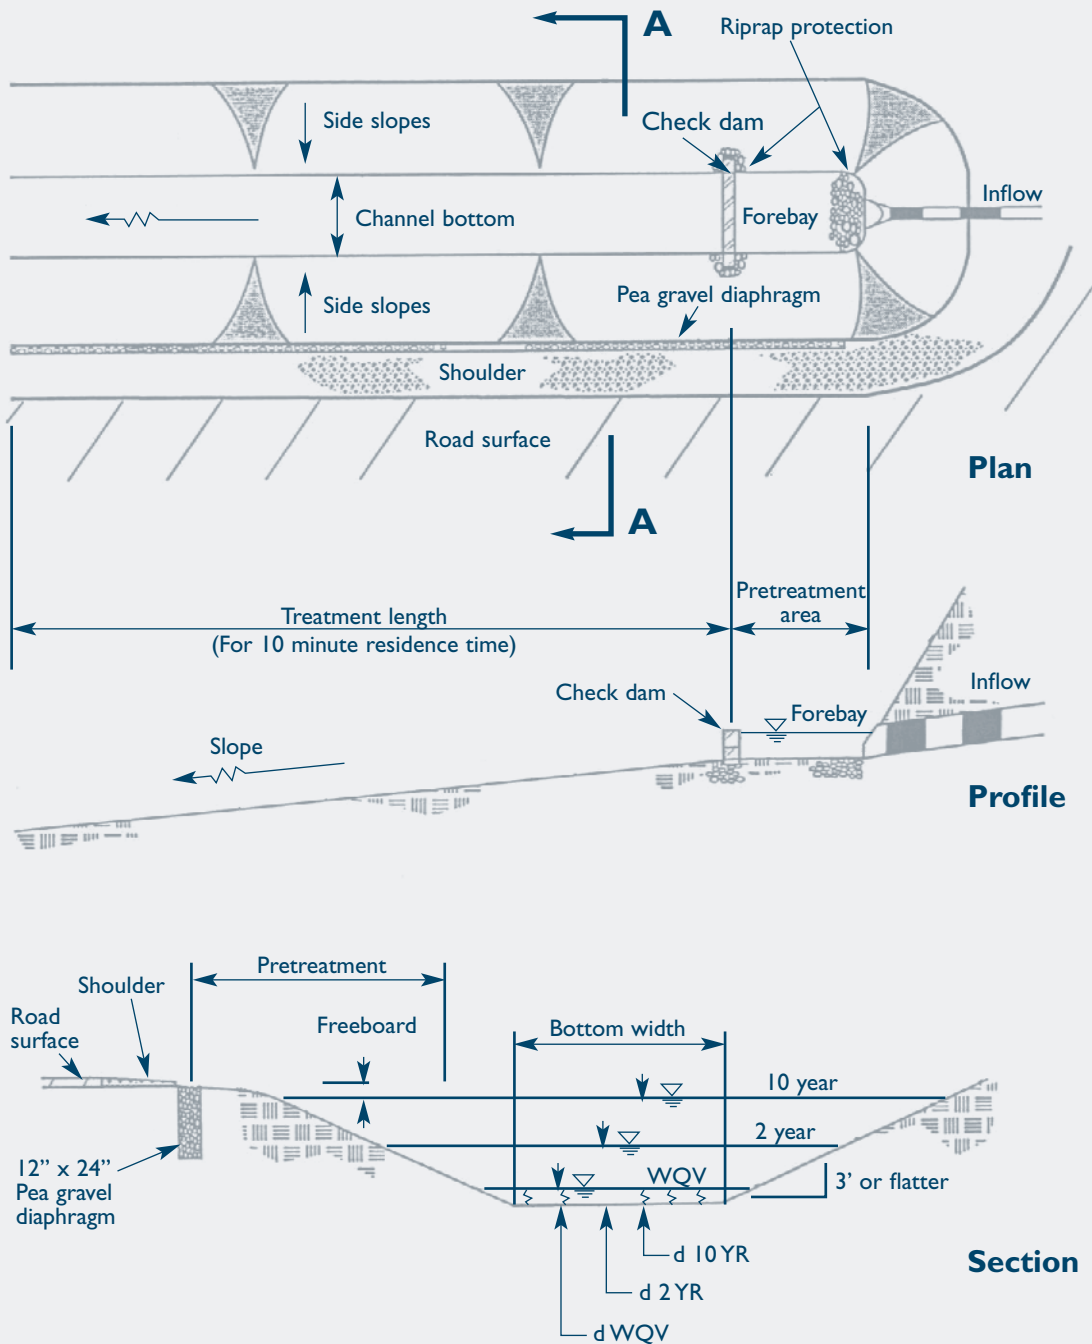 A
Riprap protection
Side slopes
Check dam
Inflow
Channel bottom
Forebay
Side slopes
Pea gravel diaphragm
Shoulder
Road surface
Plan
A
Pretreatment
area
Treatment length
(For 10 minute residence time)
Inflow
Check dam
Forebay
Slope
Profile
Pretreatment
Shoulder
Road
surface
Freeboard
Bottom width
10 year
2 year
12” x 24”
Pea gravel
diaphragm
WQV
3’ or flatter
d 10 YR
Section
d 2 YR
d WQV